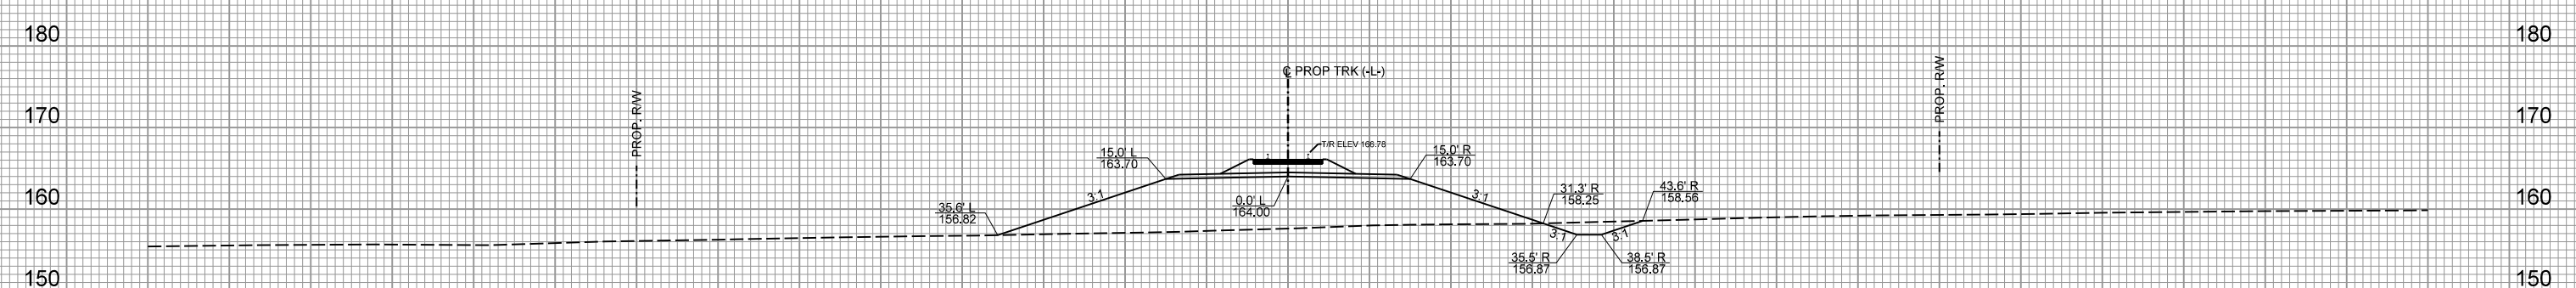 180
180
℄ PROP TRK (-L-)
PROP. R/W
PROP. R/W
170
170
T/R ELEV 166.78
15.0' L
163.70
15.0' R
163.70
3:1
3:1
160
160
31.3' R
158.25
43.6' R
158.56
0.0' L
164.00
35.6' L
156.82
3:1
3:1
35.5' R
156.87
38.5' R
156.87
150
150